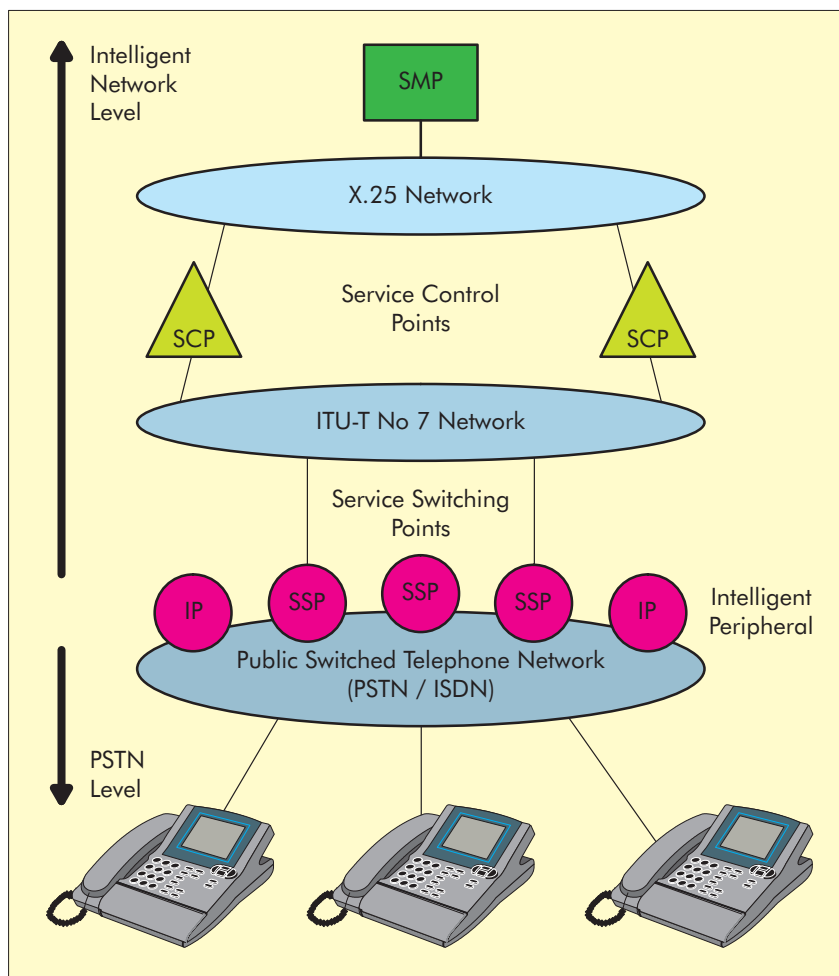 Intelligent
Network
Level
SMP
X.25 Network
Service Control
Points
SCP
SCP
ITU-T No 7 Network
Service Switching
Points
IP
SSP
SSP
SSP
IP
Intelligent
Peripheral
Public Switched Telephone Network
(PSTN / ISDN)
PSTN
Level